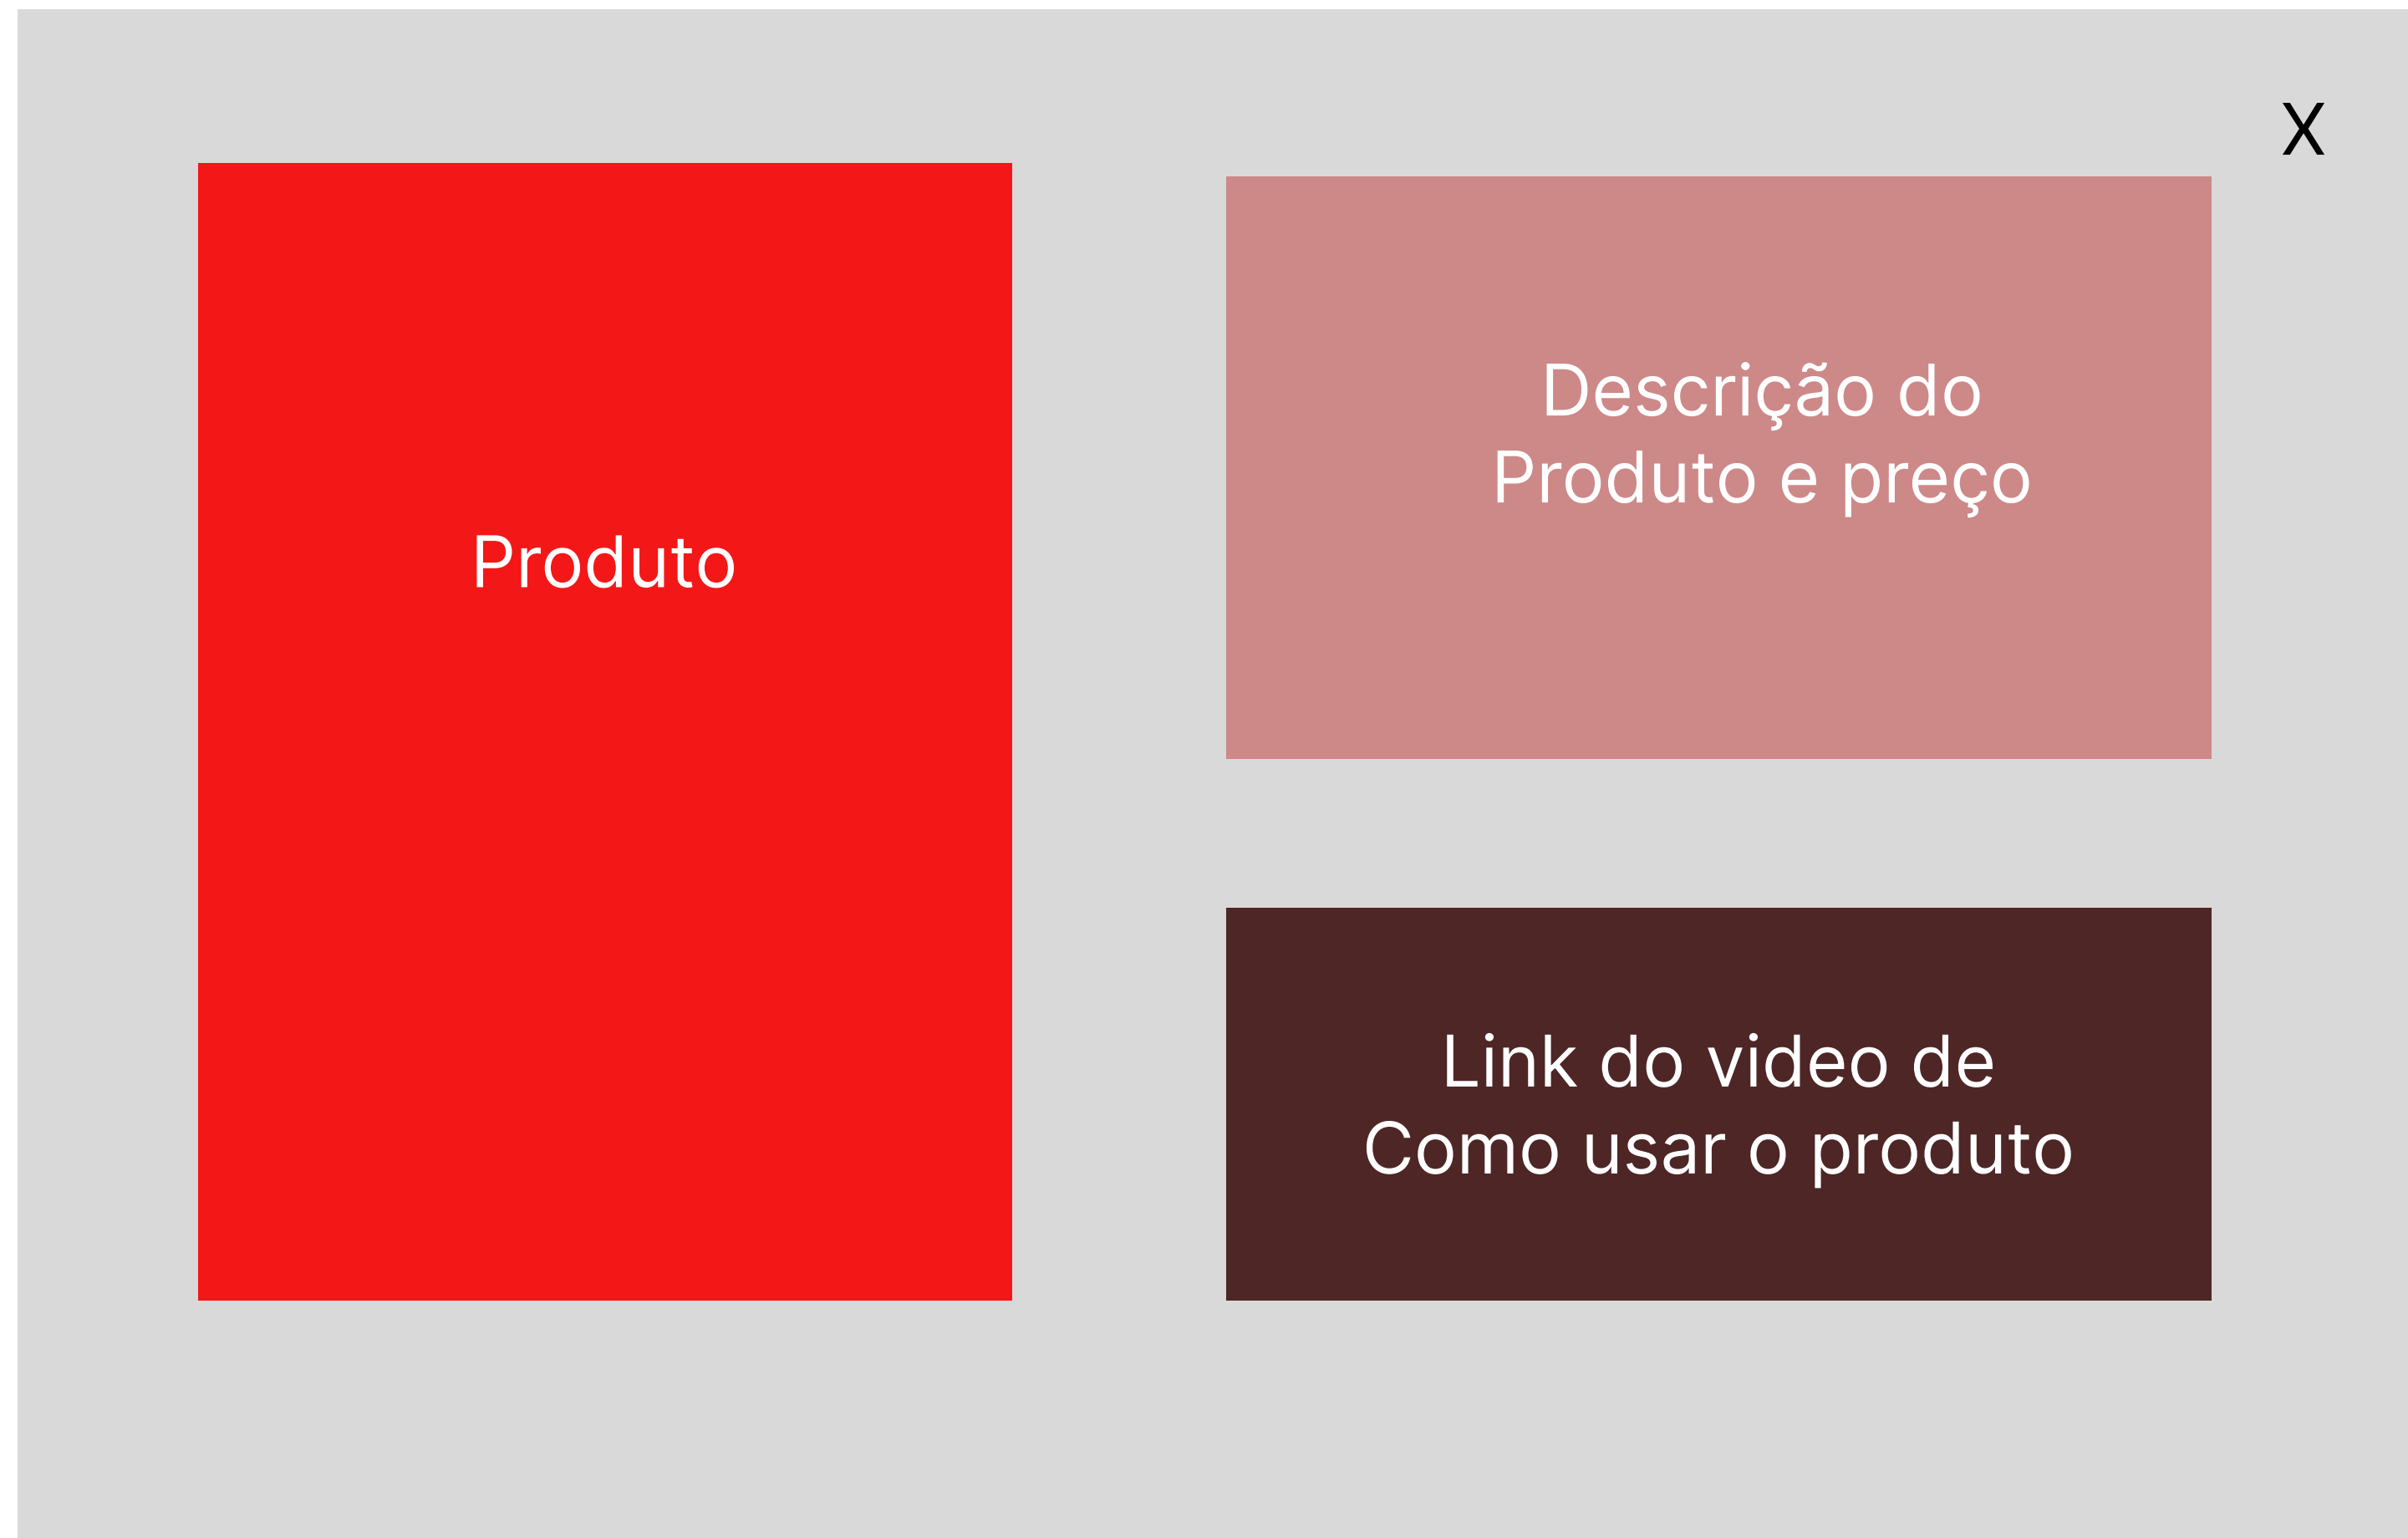 X
Produto
Descrição do
Produto e preço
Link do video de
Como usar o produto